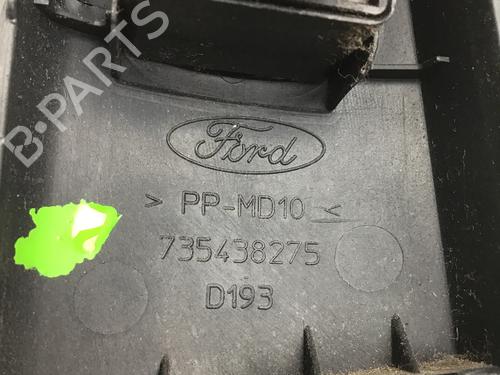 B-PARTS
Ford
> PP-MD10 <
735438275
D193